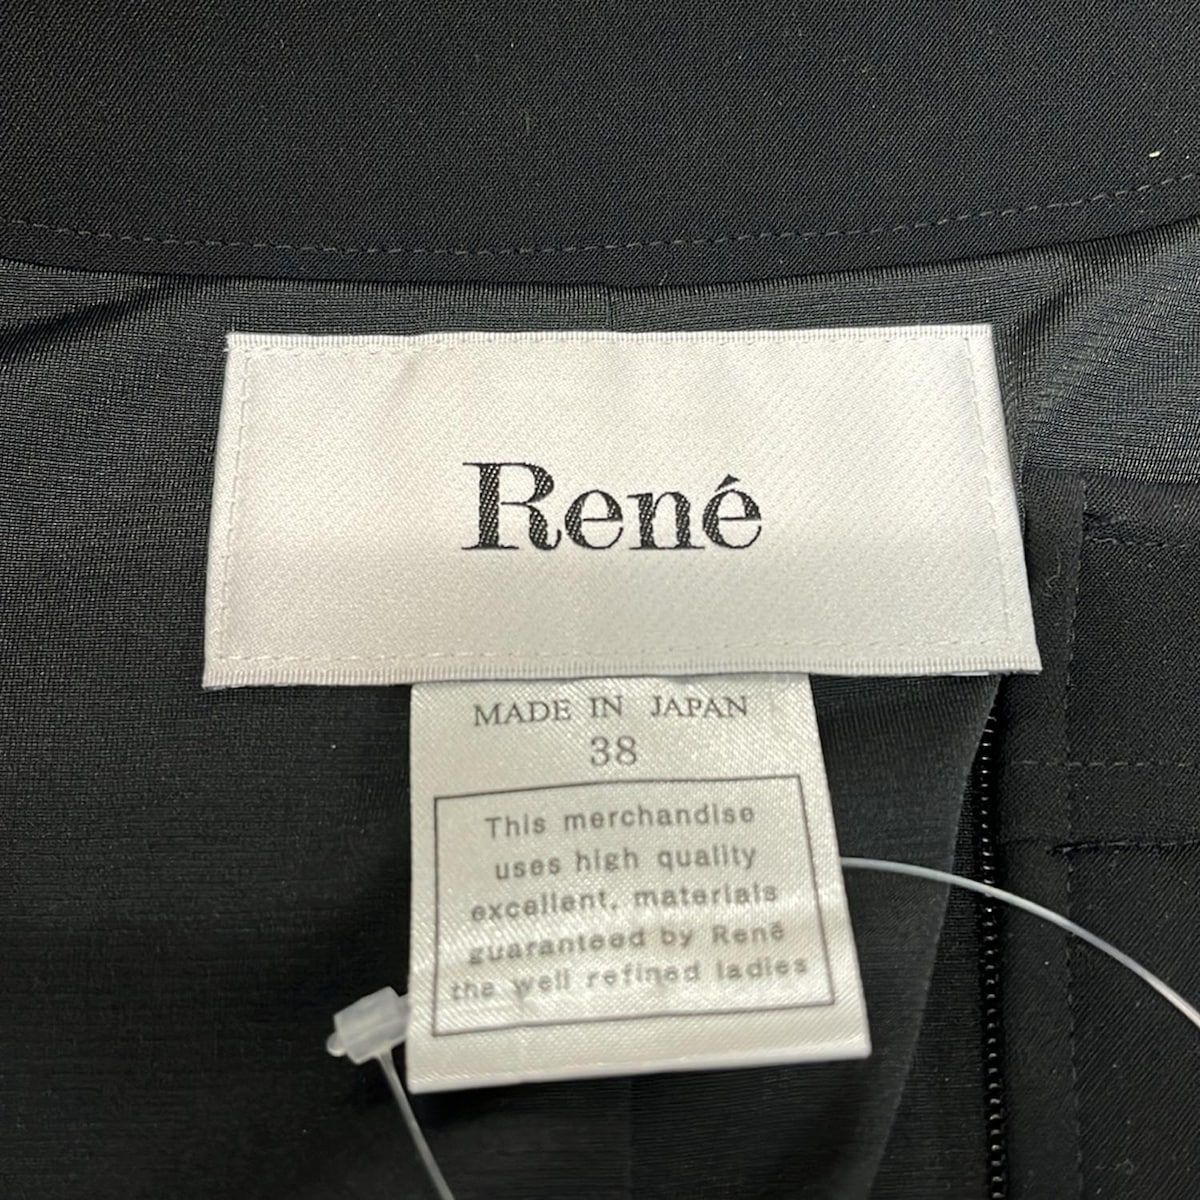 René
MADE IN JAPAN
38
This merchandise
uses high quality
excellent, materials
guaranteed by René
the well refined ladies